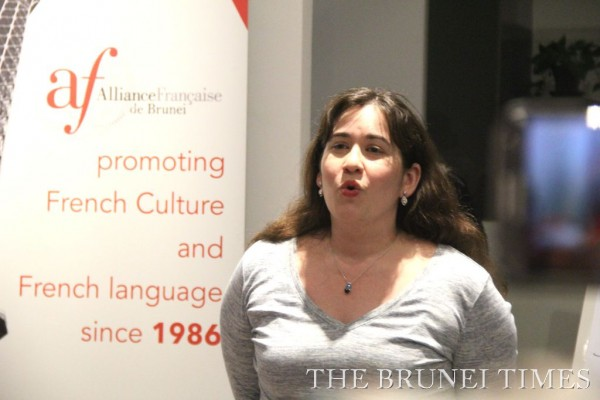 af AllianceFrançaise
de Brunei
promoting
French Culture
and
French language
since 1986
THE BRUNEI TIMES